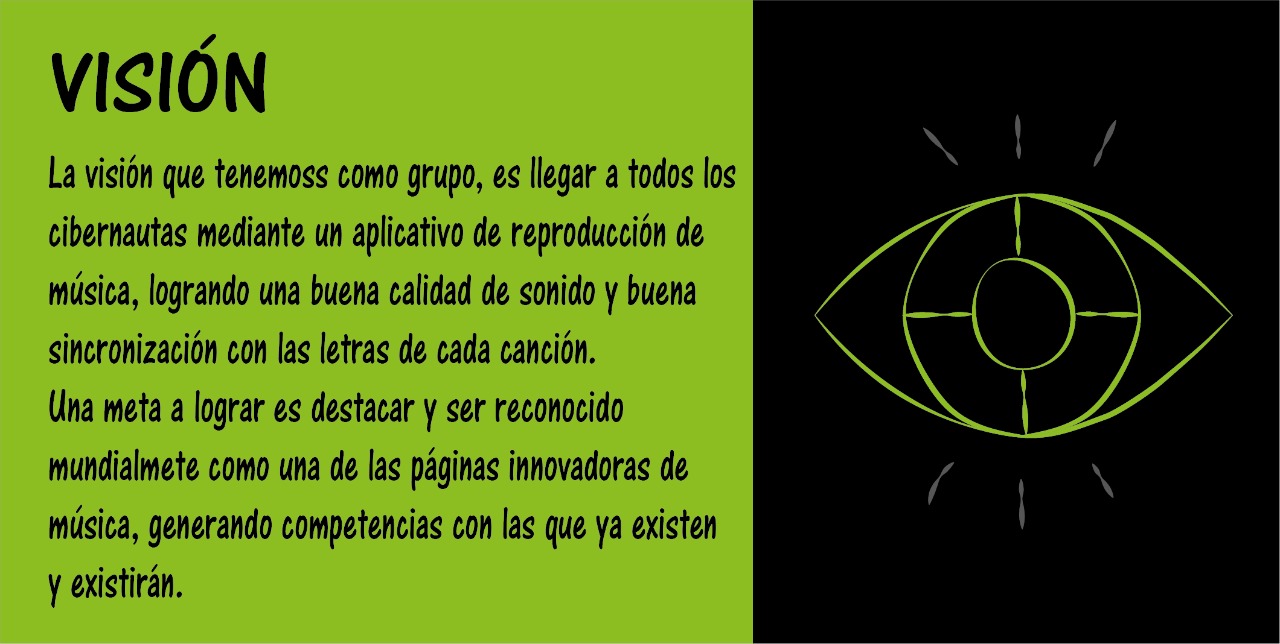 VISIÓN
La visión que tenemoss como grupo, es llegar a todos los
cibernautas mediante un aplicativo de reproducción de
música, logrando una buena calidad de sonido y buena
sincronización con las letras de cada canción.
Una meta a lograr es destacar y ser reconocido
mundialmete como una de las páginas innovadoras de
música, generando competencias con las que ya existen
y existirán.